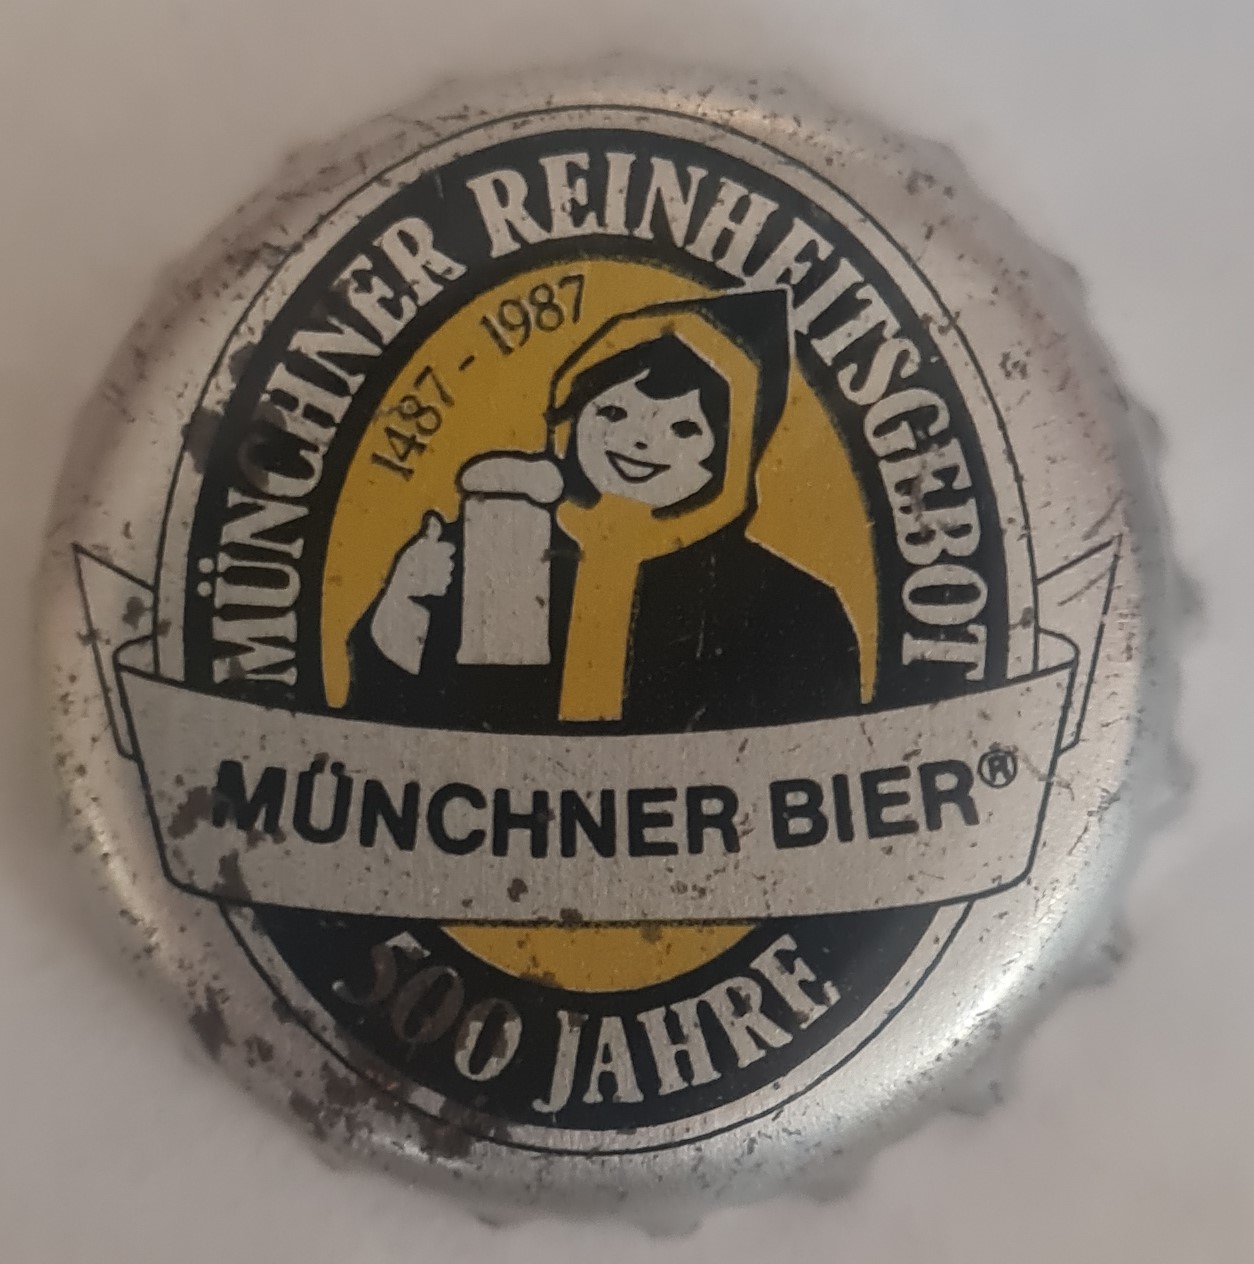 MÜNCHNER REINHEITSGEBOT
1487 - 1987
MÜNCHNER BIER®
500 JAHRE